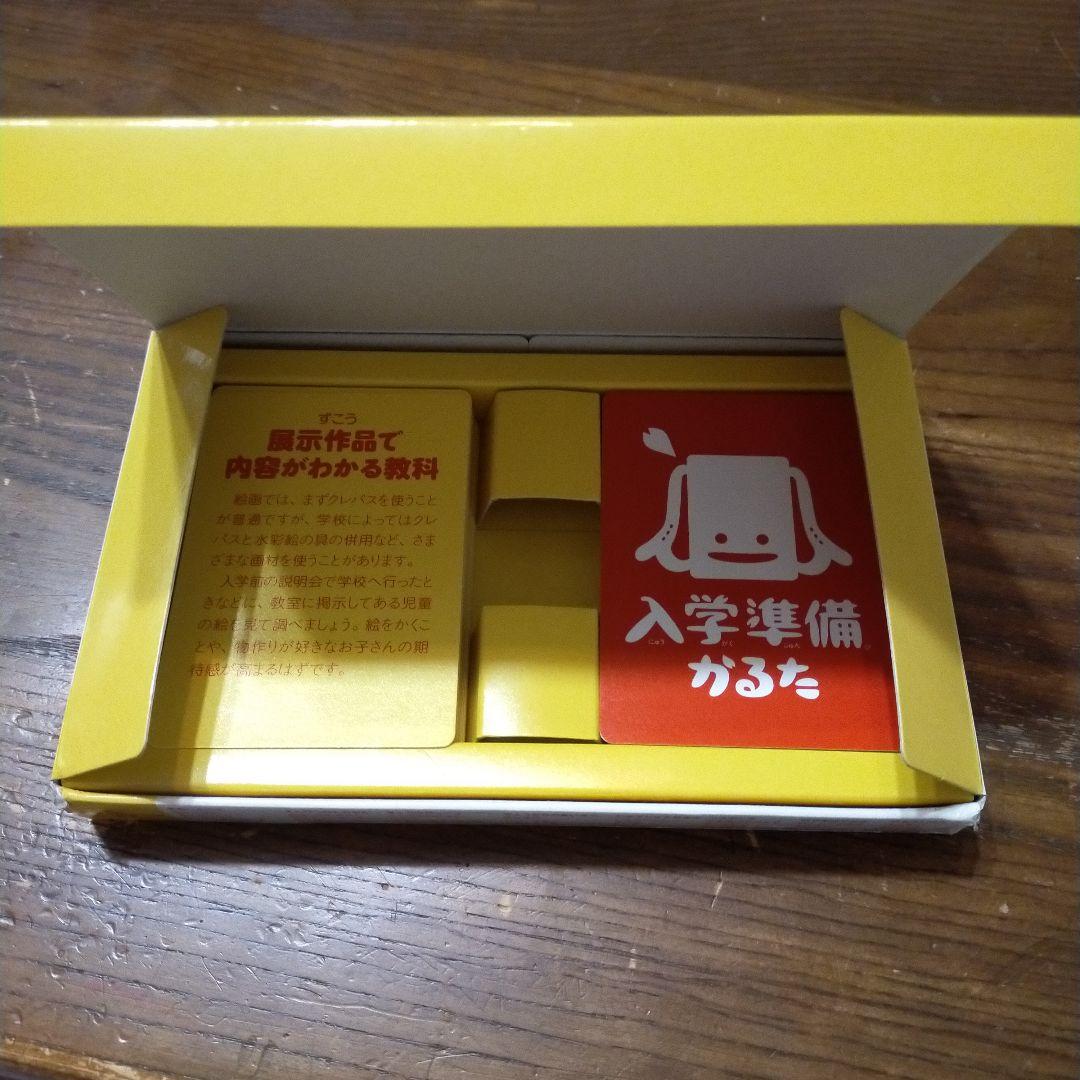 ずこう
展示作品で
内容がわかる教科
絵画では、まずクレパスを使うこと
が普通ですが、学校によってはクレ
パスと水彩絵の具の併用など、さま
ざまな画材を使うことがあります。
入学前の説明会で学校へ行ったと
きなどに、教室に掲示してある児童
の絵を見て調べましょう。絵をかくこ
とや、物作りが好きなお子さんの期
待感が高まるはずです。
入学準備
にゅう がく じゅんび
かるた